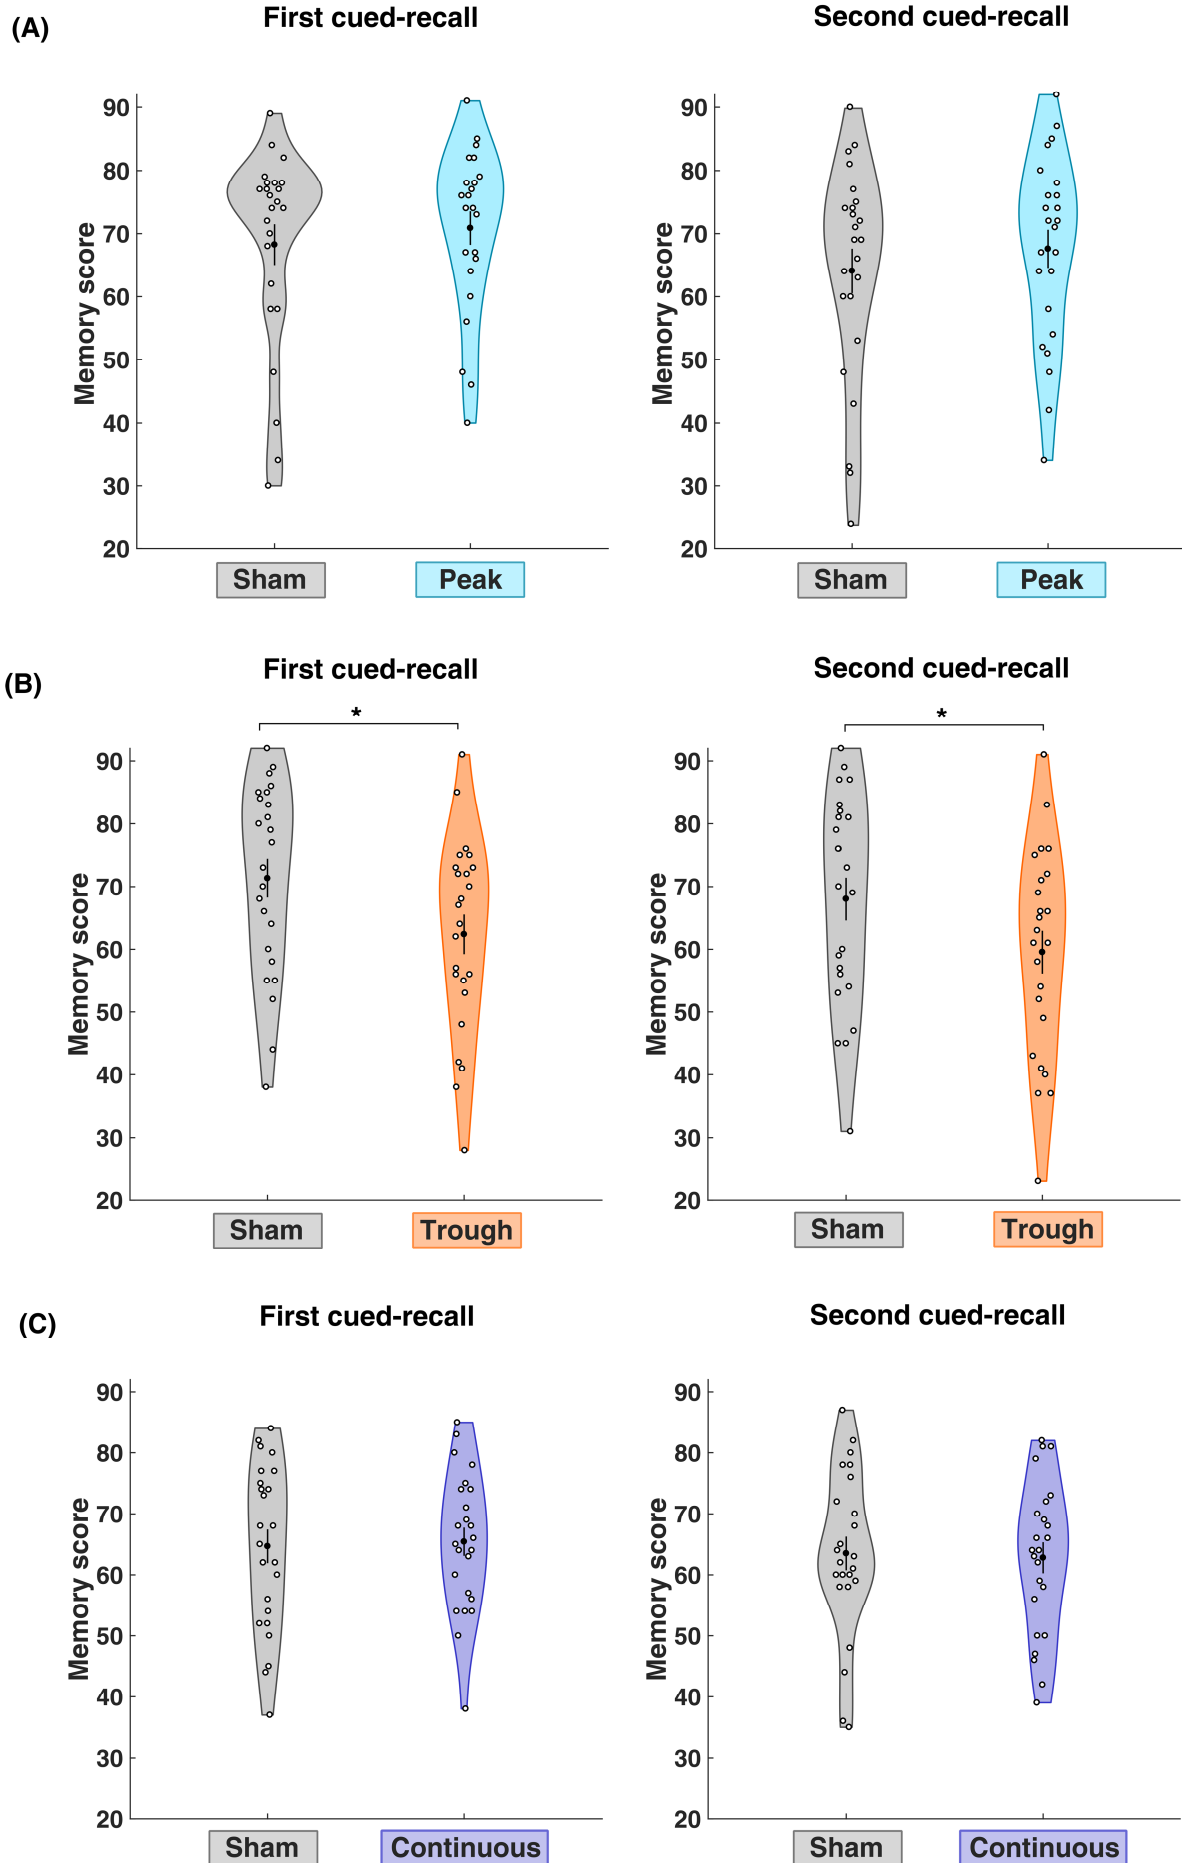 (A)
First cued-recall
Second cued-recall
Memory score
90
80
70
60
50
40
30
20
Sham
Peak
Memory score
90
80
70
60
50
40
30
20
Sham
Peak
(B)
First cued-recall
Second cued-recall
*
*
Memory score
90
80
70
60
50
40
30
20
Sham
Trough
Memory score
90
80
70
60
50
40
30
20
Sham
Trough
(C)
First cued-recall
Second cued-recall
Memory score
90
80
70
60
50
40
30
20
Sham
Continuous
Memory score
90
80
70
60
50
40
30
20
Sham
Continuous